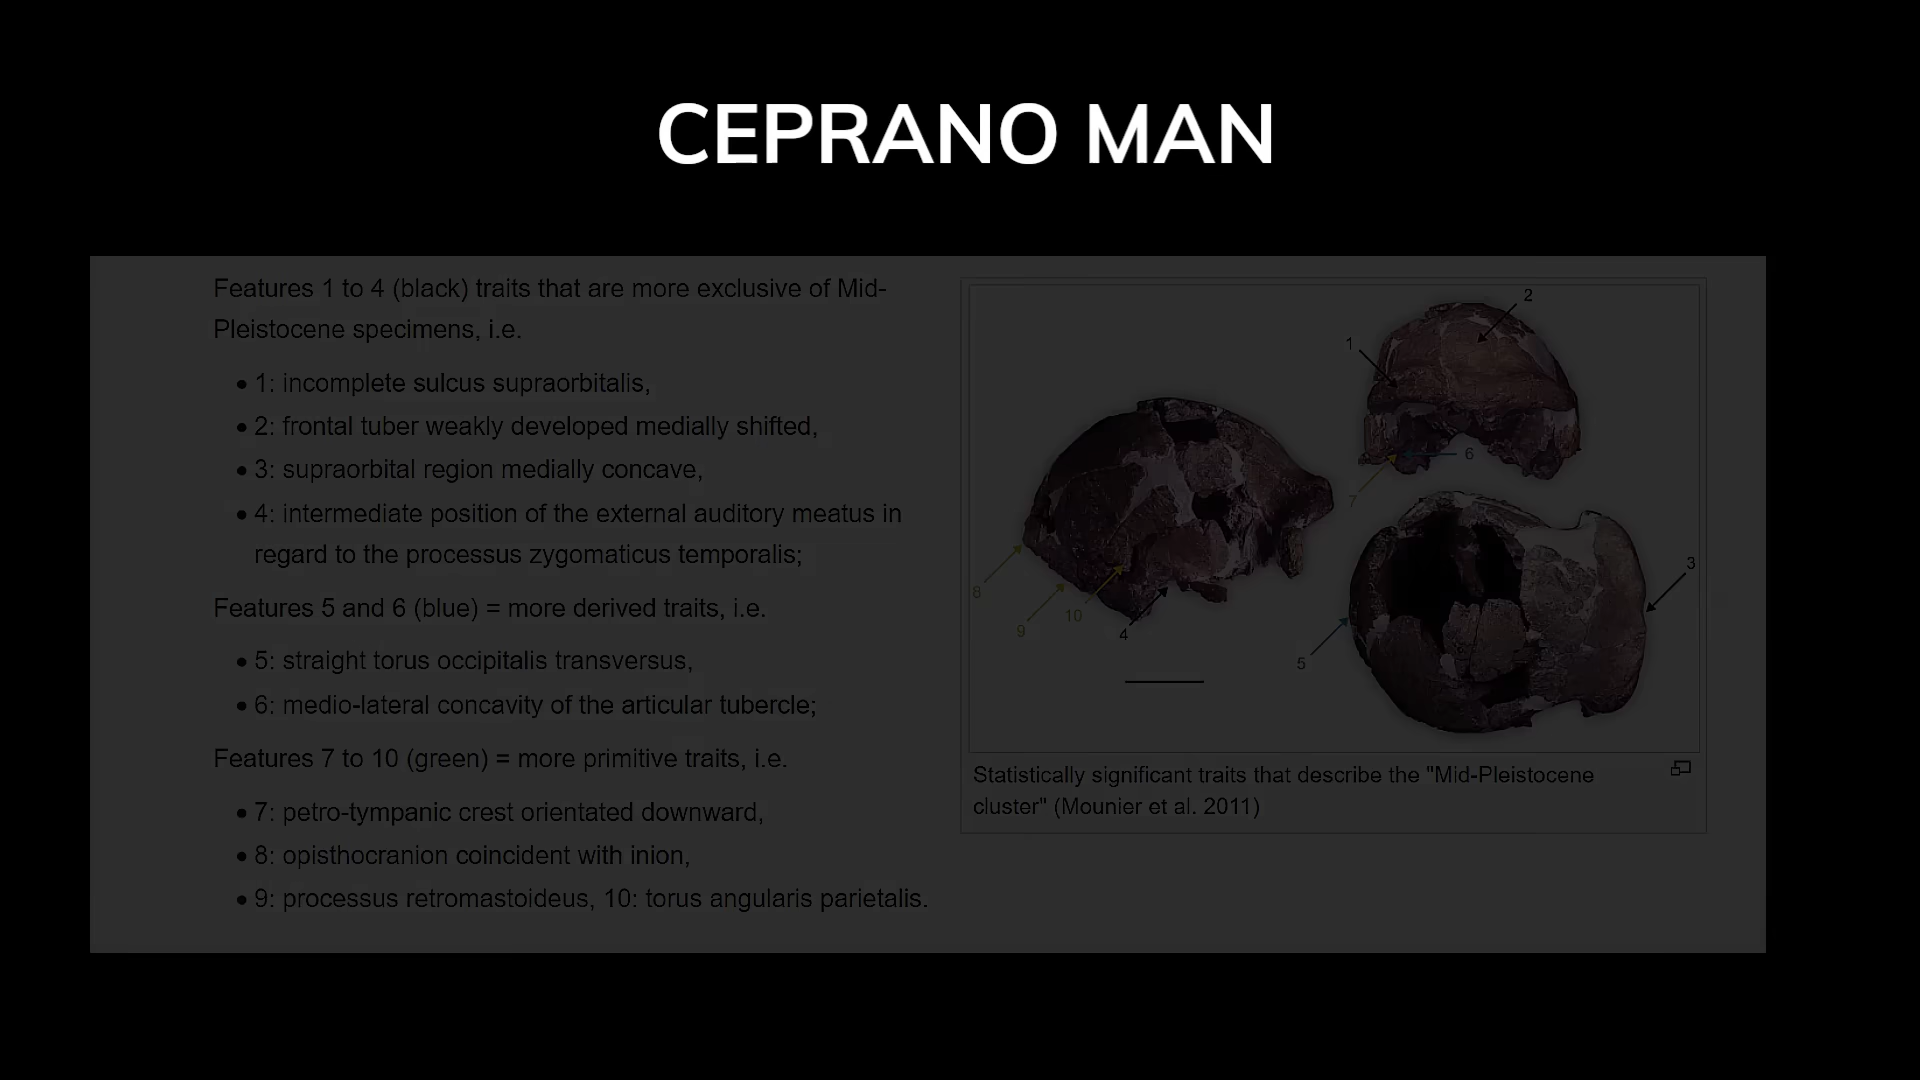 CEPRANO MAN
Features 1 to 4 (black) traits that are more exclusive of Mid-
Pleistocene specimens, i.e.
• 1: incomplete sulcus supraorbitalis,
• 2: frontal tuber weakly developed medially shifted,
• 3: supraorbital region medially concave,
• 4: intermediate position of the external auditory meatus in
regard to the processus zygomaticus temporalis;
Features 5 and 6 (blue) = more derived traits, i.e.
• 5: straight torus occipitalis transversus,
• 6: medio-lateral concavity of the articular tubercle;
Features 7 to 10 (green) = more primitive traits, i.e.
• 7: petro-tympanic crest orientated downward,
• 8: opisthocranion coincident with inion,
• 9: processus retromastoideus, 10: torus angularis parietalis.
2
1
6
7
3
8
10
9
4
5
Statistically significant traits that describe the "Mid-Pleistocene
cluster" (Mounier et al. 2011)